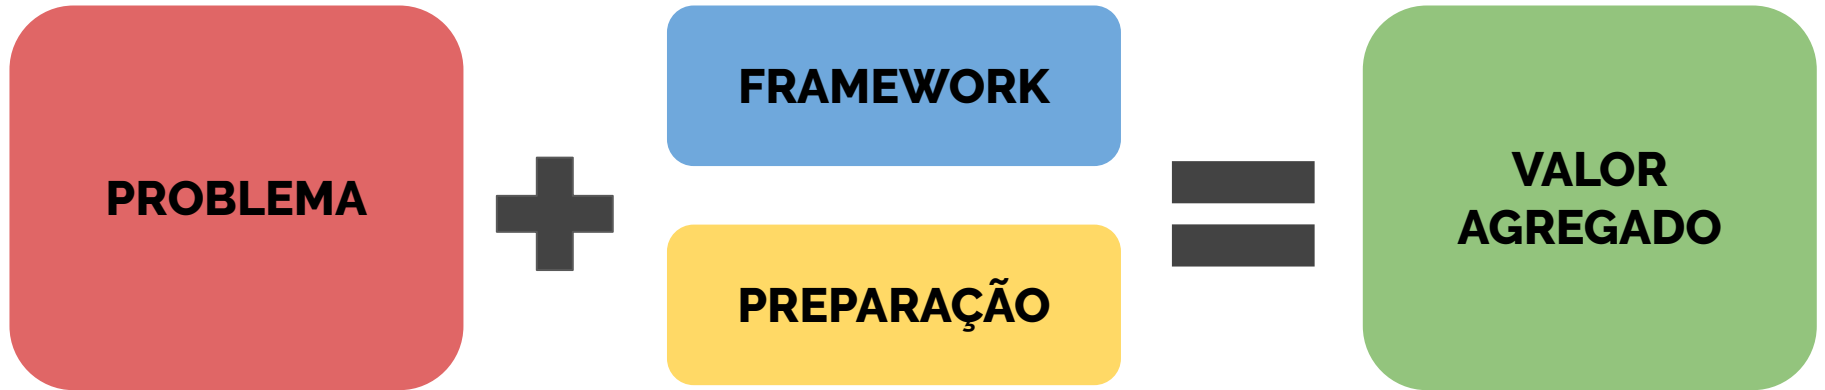 PROBLEMA
FRAMEWORK
PREPARAÇÃO
VALOR
AGREGADO